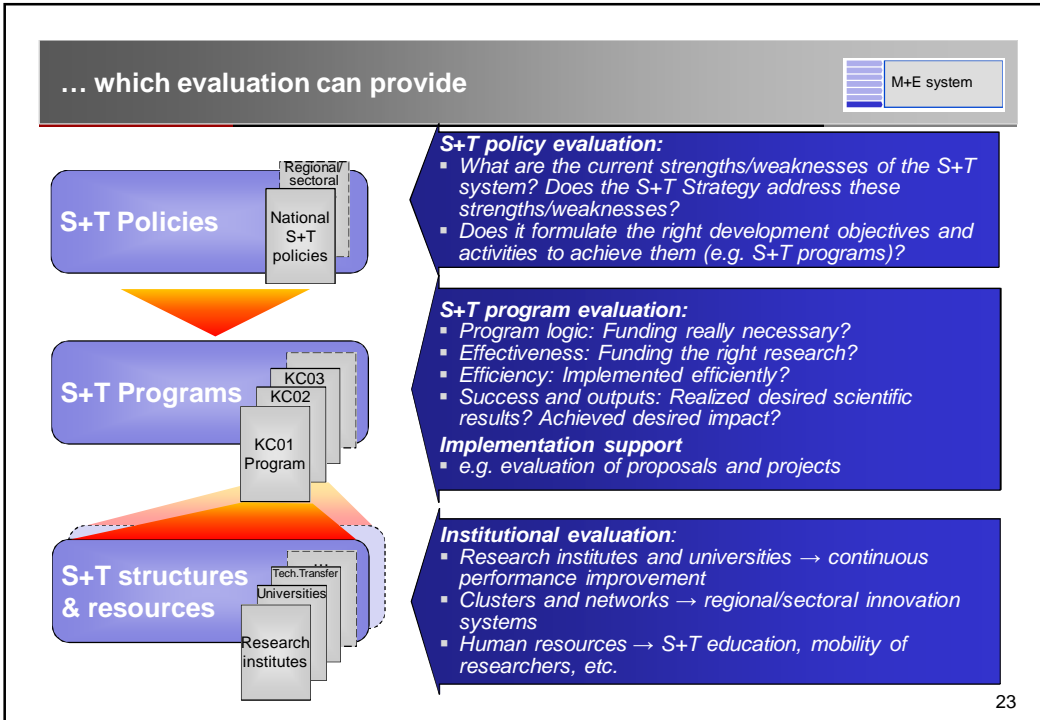 … which evaluation can provide
M+E system
S+T Policies
Regional/
sectoral
National
S+T
policies
S+T policy evaluation:
▪ What are the current strengths/weaknesses of the S+T
system? Does the S+T Strategy address these
strengths/weaknesses?
▪ Does it formulate the right development objectives and
activities to achieve them (e.g. S+T programs)?
S+T Programs
KC03
KC02
KC01
Program
S+T program evaluation:
▪ Program logic: Funding really necessary?
▪ Effectiveness: Funding the right research?
▪ Efficiency: Implemented efficiently?
▪ Success and outputs: Realized desired scientific
results? Achieved desired impact?
Implementation support
▪ e.g. evaluation of proposals and projects
S+T structures
& resources
…
Tech.Transfer
Universities
Research
institutes
Institutional evaluation:
▪ Research institutes and universities → continuous
performance improvement
▪ Clusters and networks → regional/sectoral innovation
systems
▪ Human resources → S+T education, mobility of
researchers, etc.
23